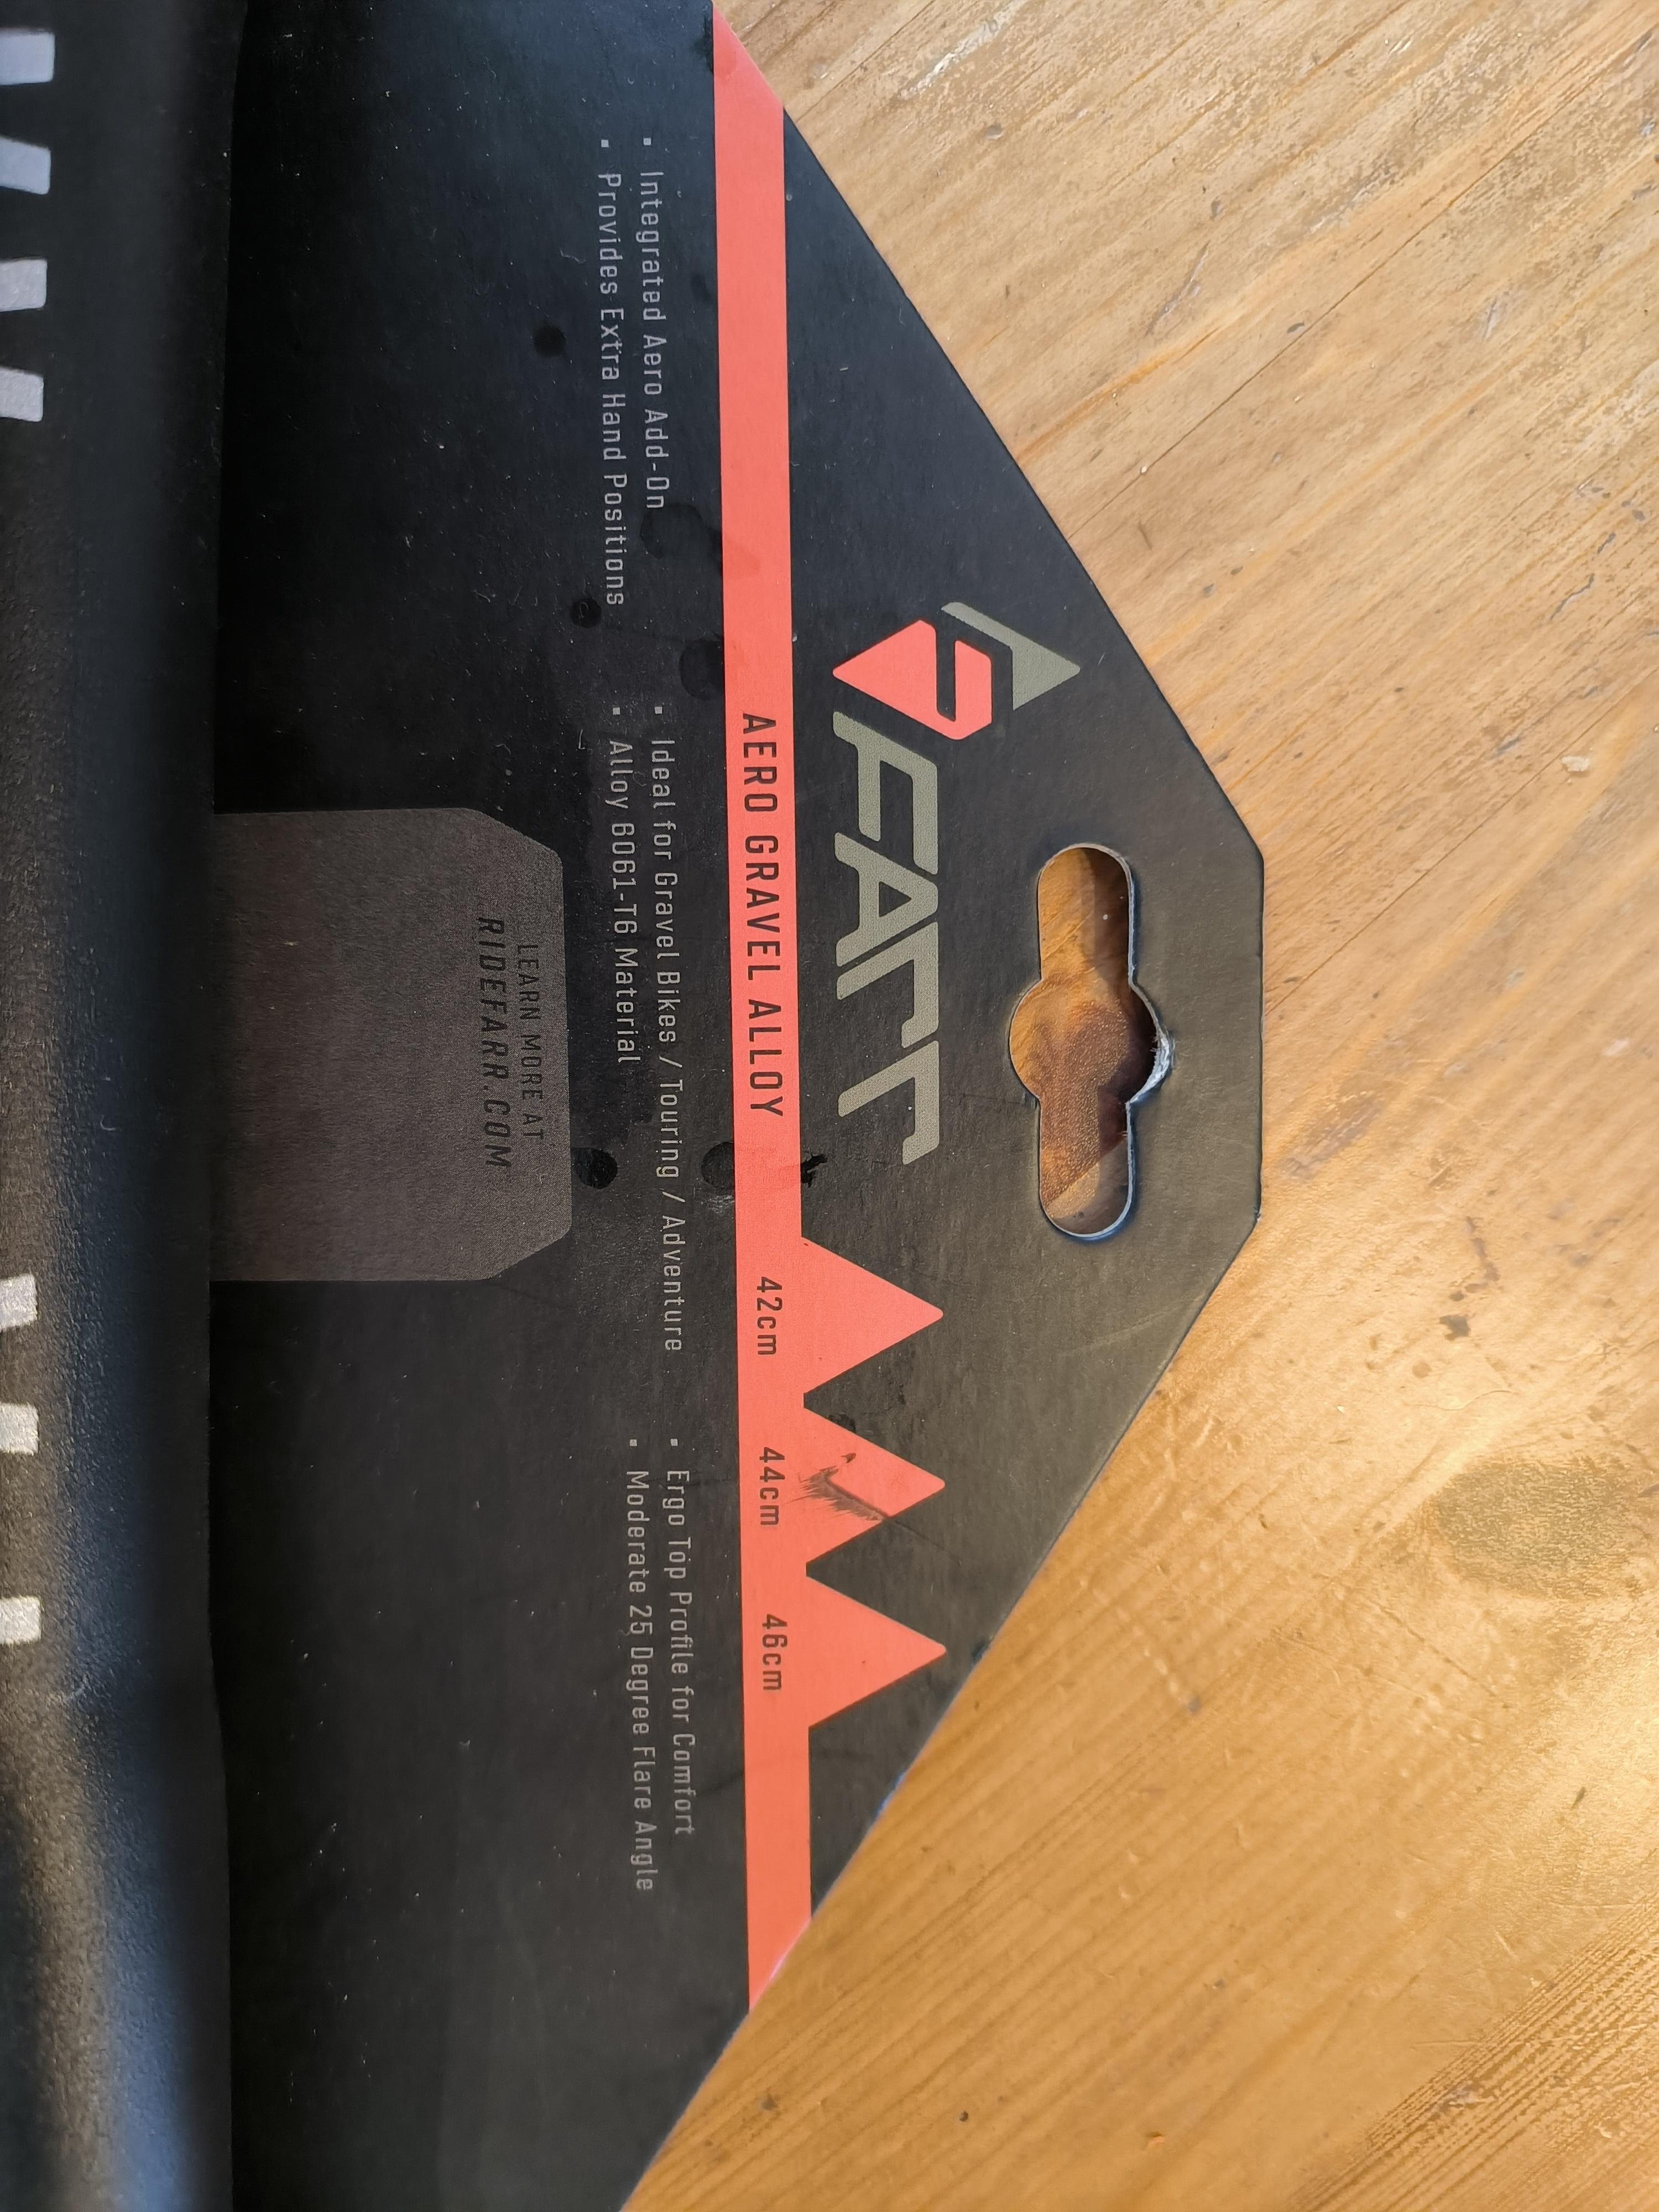 Farr
AERO GRAVEL ALLOY
42cm
44cm
46cm
▪ Integrated Aero Add-On
▪ Provides Extra Hand Positions
▪ Ideal for Gravel Bikes / Touring / Adventure
▪ Alloy 6061-T6 Material
▪ Ergo Top Profile for Comfort
▪ Moderate 25 Degree Flare Angle
LEARN MORE AT
RIDEFARR.COM